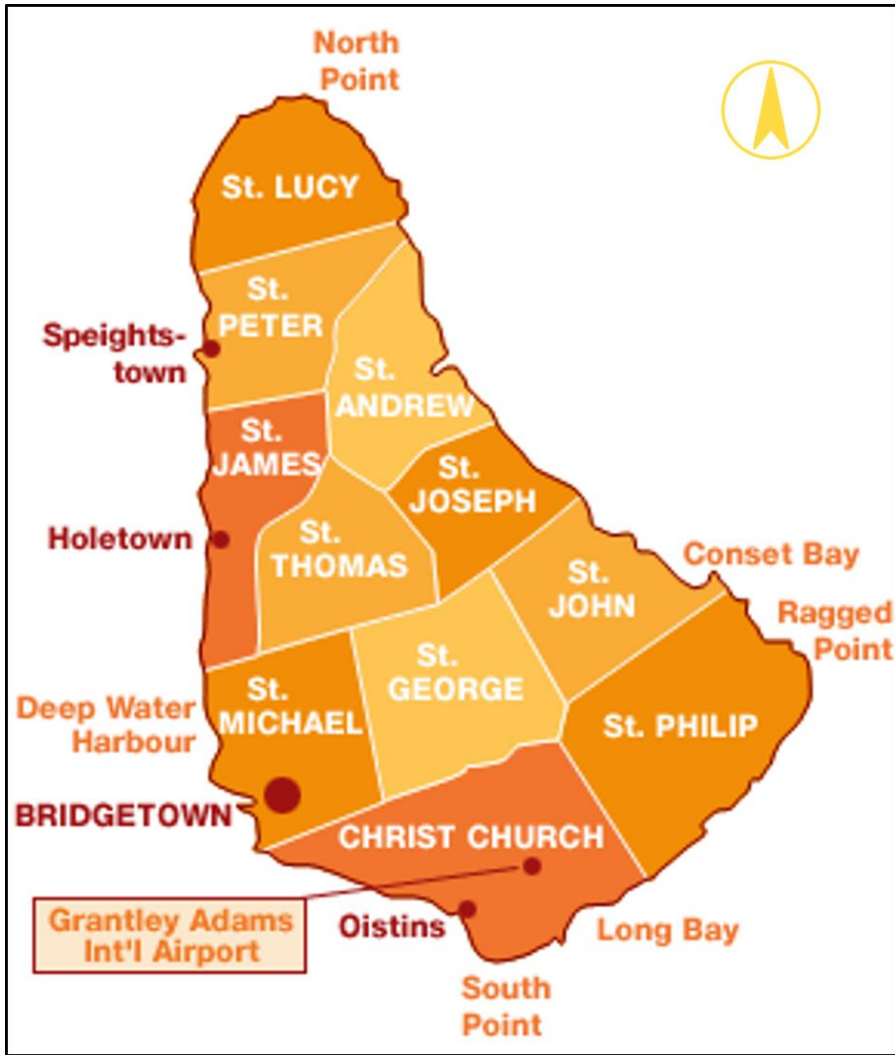 North
Point
St. LUCY
St.
PETER
Speights-
town
St.
ANDREW
St.
JAMES
St.
JOSEPH
Holetown
St.
THOMAS
Conset Bay
St.
JOHN
Ragged
Point
St.
GEORGE
Deep Water
Harbour
St.
MICHAEL
St. PHILIP
BRIDGETOWN
CHRIST CHURCH
Grantley Adams
Int'l Airport
Oistins
Long Bay
South
Point